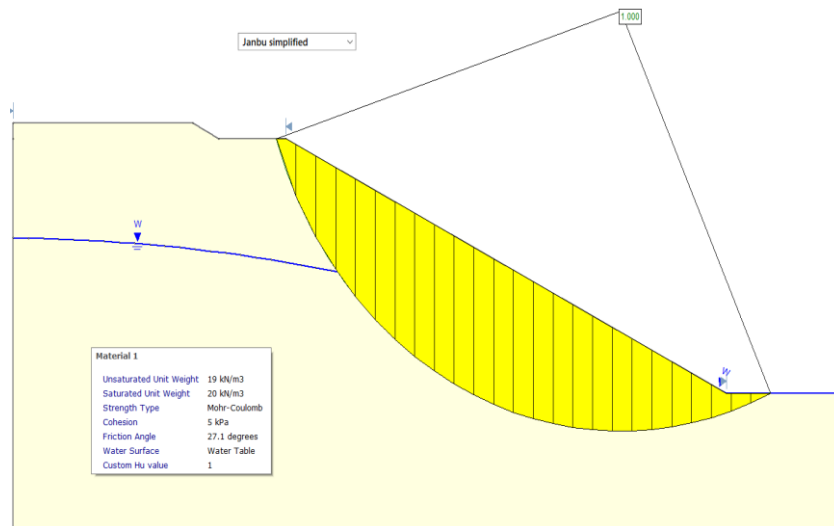 1.000
Janbu simplified
W
Material 1
Unsaturated Unit Weight 19 kN/m3
Saturated Unit Weight 20 kN/m3
Strength Type Mohr-Coulomb
Cohesion 5 kPa
Friction Angle 27.1 degrees
Water Surface Water Table
Custom Hu value 1
W